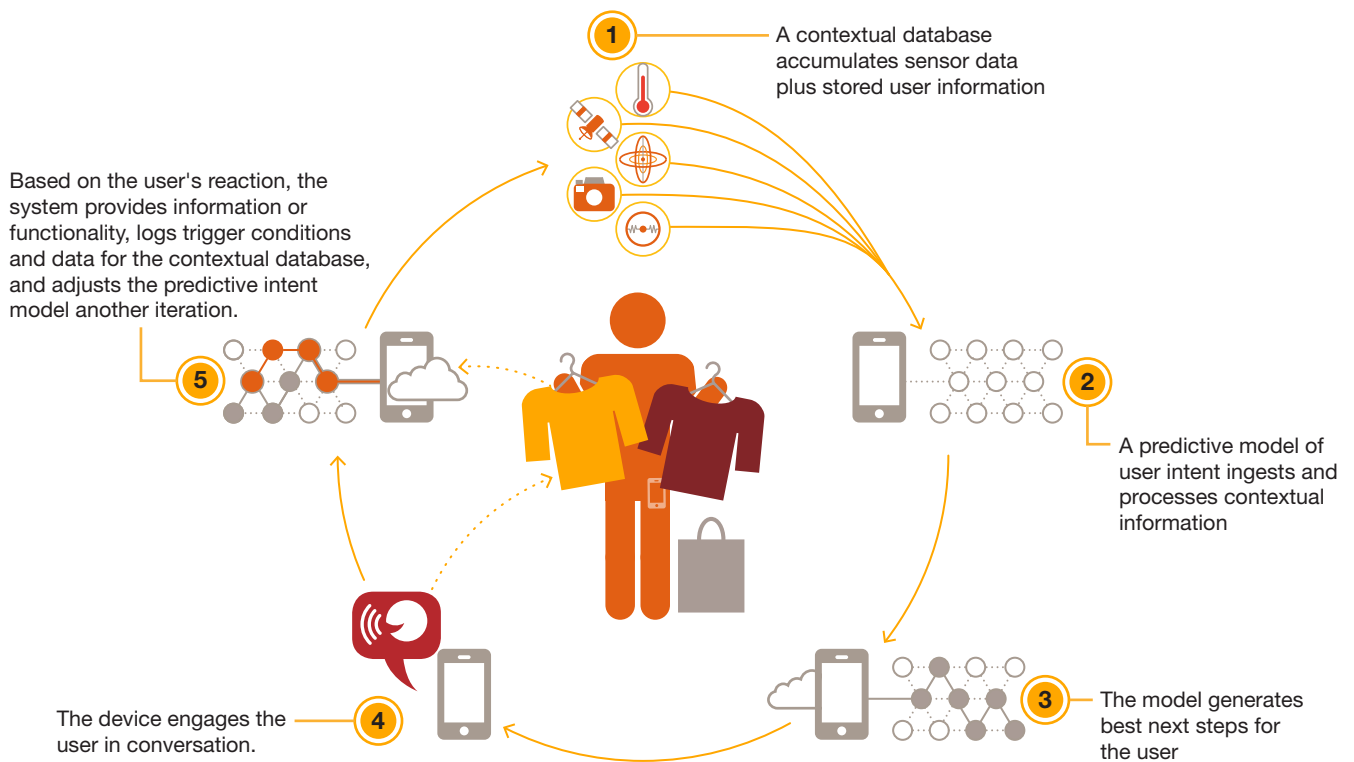 1
A contextual database
accumulates sensor data
plus stored user information
2
A predictive model of
user intent ingests and
processes contextual
information
3
The model generates
best next steps for
the user
4
The device engages the
user in conversation.
5
Based on the user's reaction, the
system provides information or
functionality, logs trigger conditions
and data for the contextual database,
and adjusts the predictive intent
model another iteration.